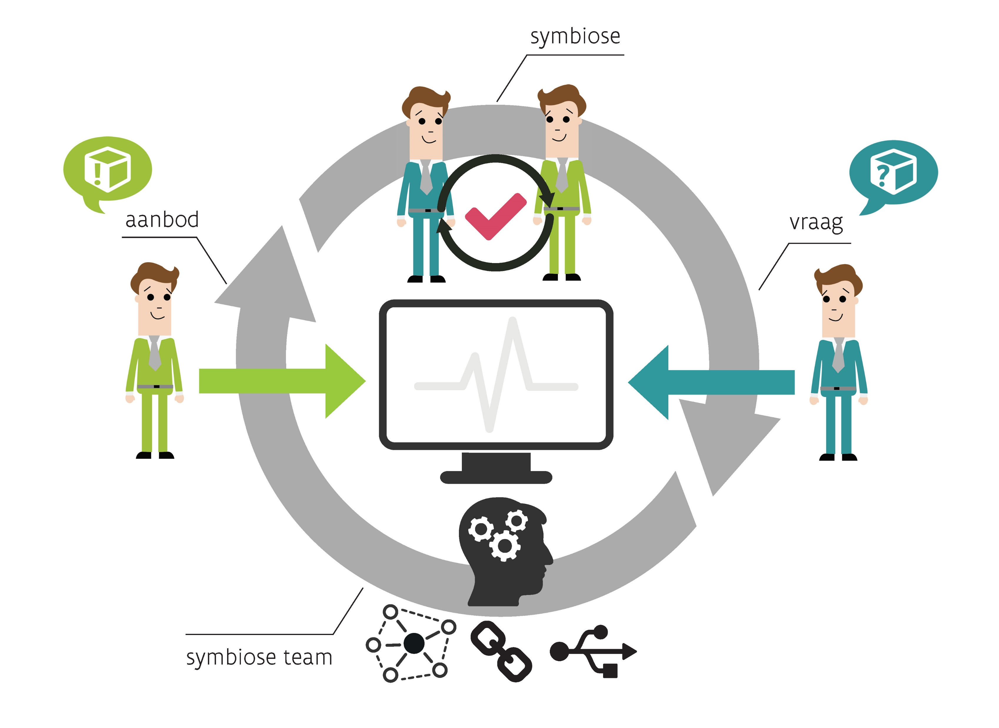 symbiose
aanbod
vraag
symbiose team